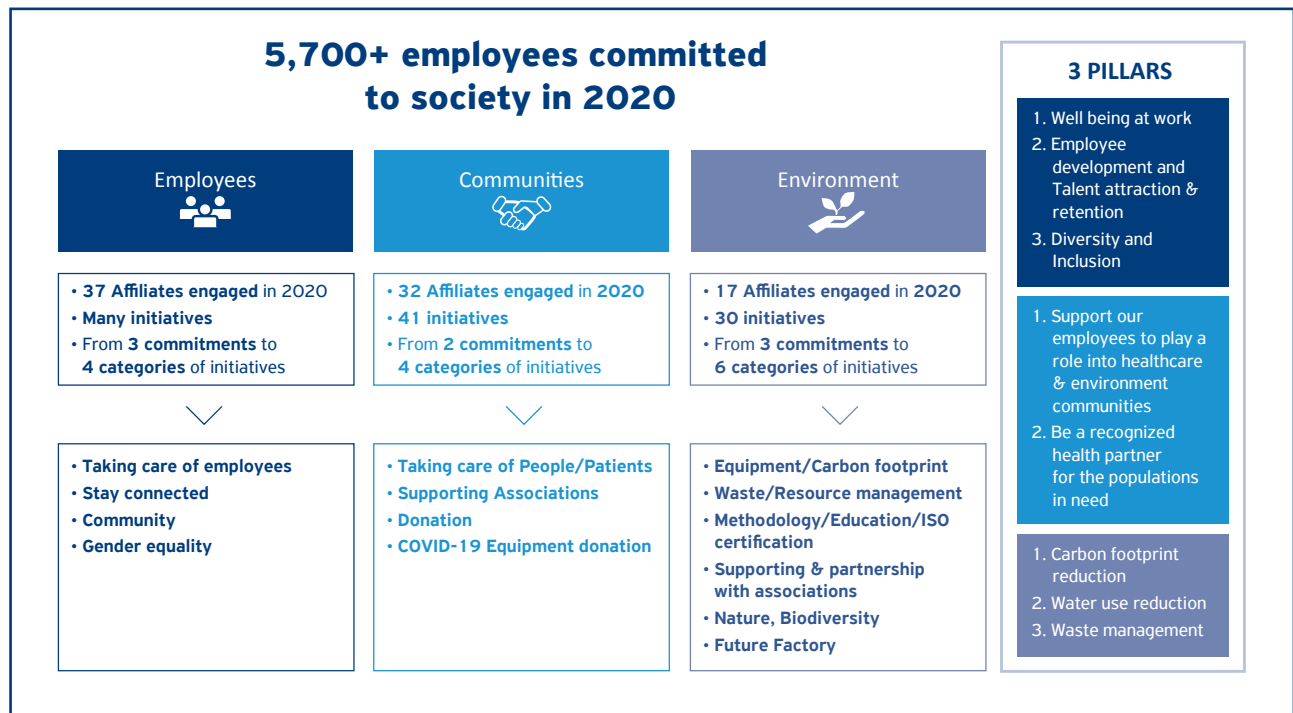 5,700+ employees committed
to society in 2020
Employees
• 37 Affiliates engaged in 2020
• Many initiatives
• From 3 commitments to
4 categories of initiatives
• Taking care of employees
• Stay connected
• Community
• Gender equality
Communities
• 32 Affiliates engaged in 2020
• 41 initiatives
• From 2 commitments to
4 categories of initiatives
• Taking care of People/Patients
• Supporting Associations
• Donation
• COVID-19 Equipment donation
Environment
• 17 Affiliates engaged in 2020
• 30 initiatives
• From 3 commitments to
6 categories of initiatives
• Equipment/Carbon footprint
• Waste/Resource management
• Methodology/Education/ISO
certification
• Supporting & partnership
with associations
• Nature, Biodiversity
• Future Factory
3 PILLARS
1. Well being at work
2. Employee
development and
Talent attraction &
retention
3. Diversity and
Inclusion
1. Support our
employees to play a
role into healthcare
& environment
communities
2. Be a recognized
health partner
for the populations
in need
1. Carbon footprint
reduction
2. Water use reduction
3. Waste management